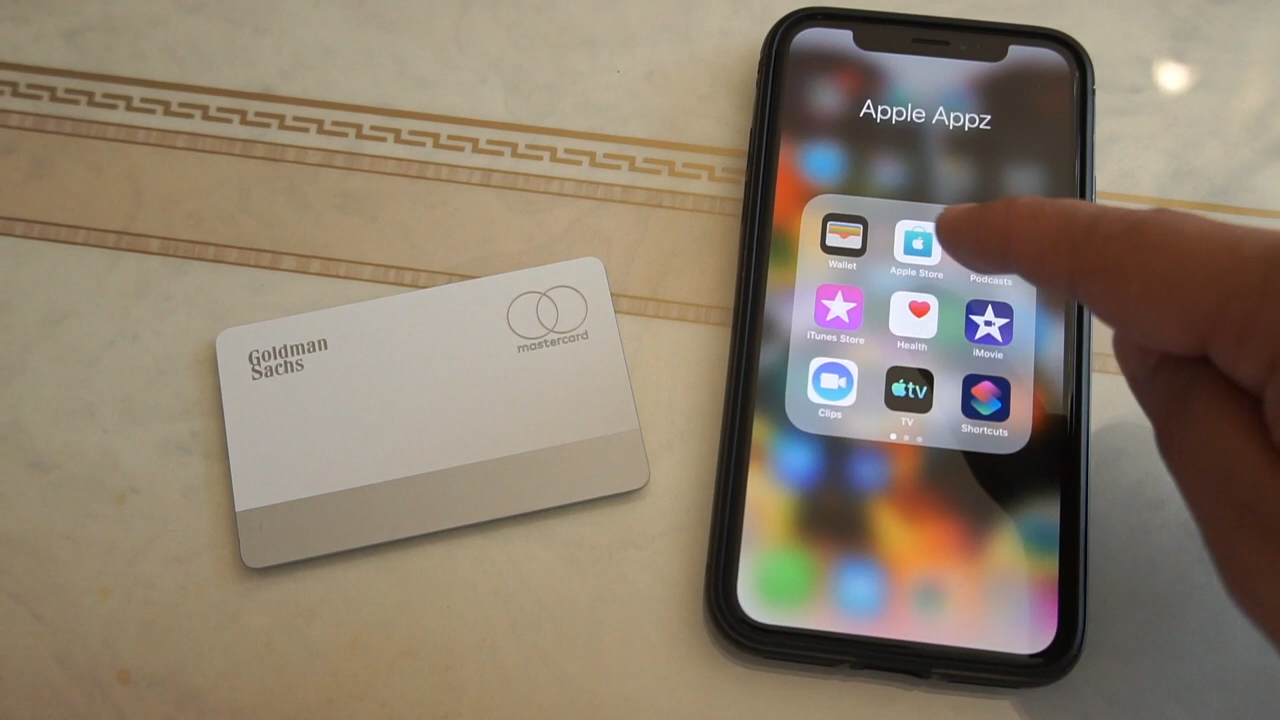 Goldman
Sachs
mastercard
Apple Appz
Wallet
Apple Store
Podcasts
iTunes Store
Health
iMovie
Clips
tv
TV
Shortcuts